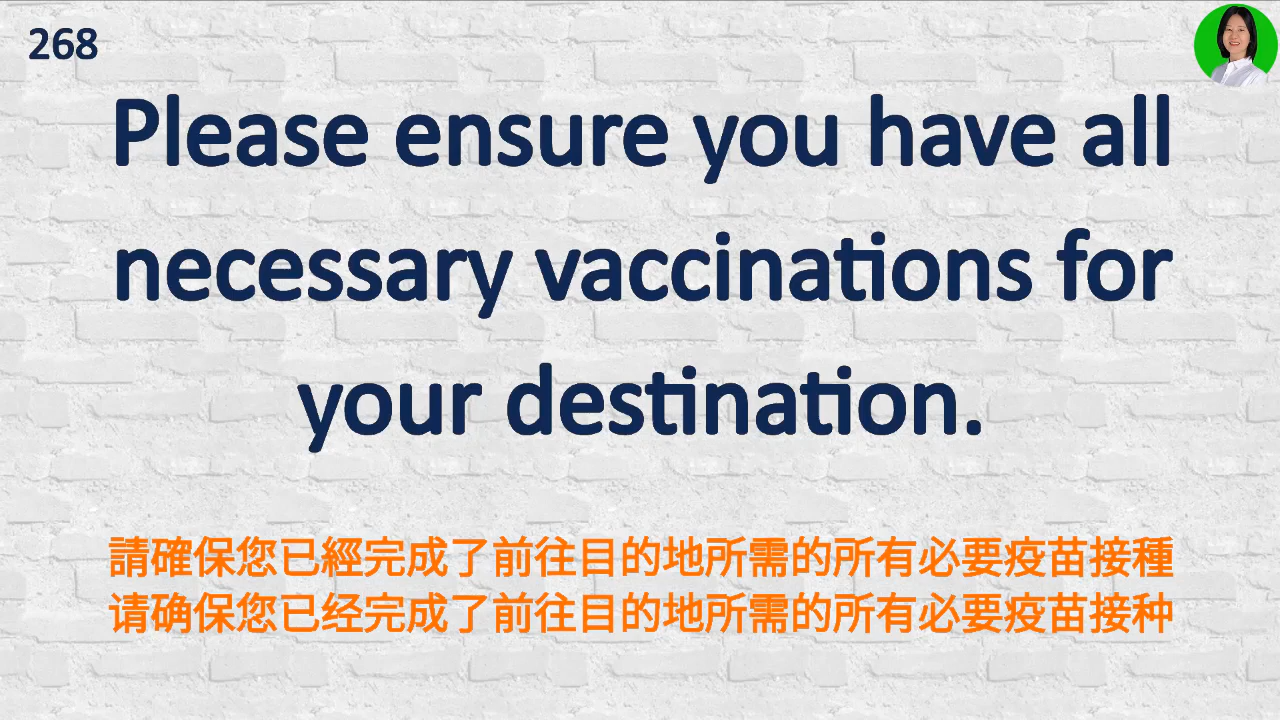 268
Please ensure you have all
necessary vaccinations for
your destination.
請確保您已經完成了前往目的地所需的所有必要疫苗接種
请确保您已经完成了前往目的地所需的所有必要疫苗接种